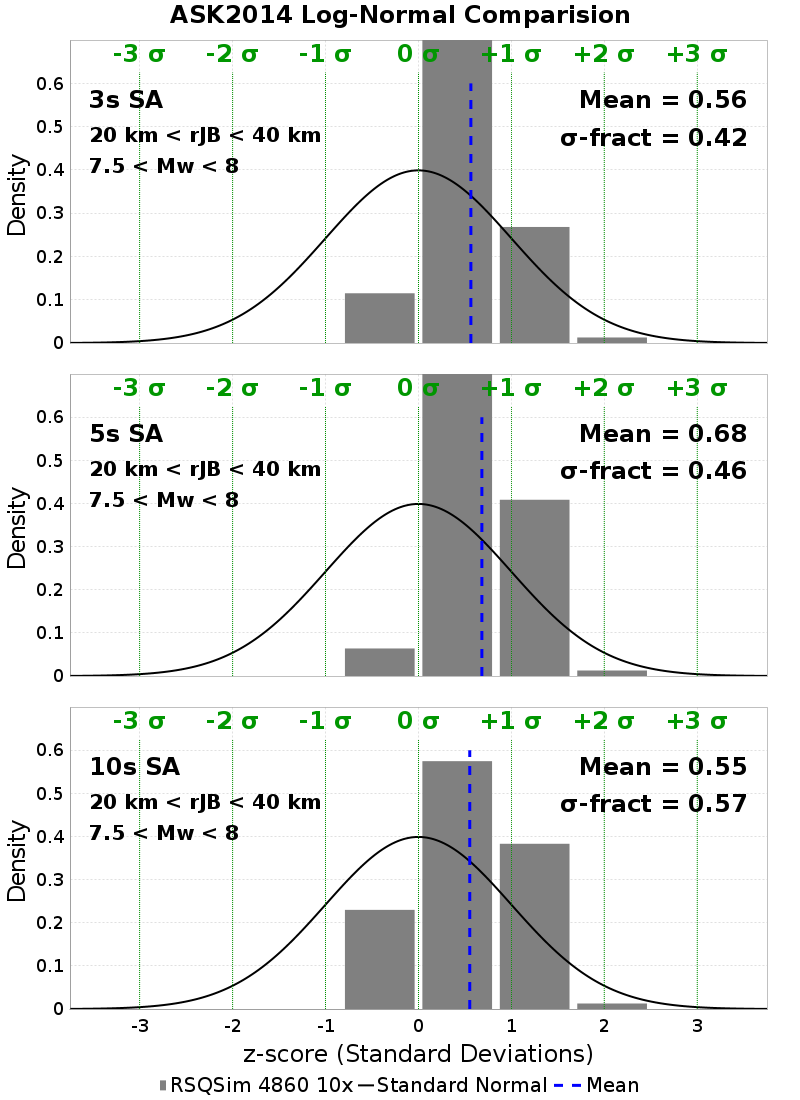 ASK2014 Log-Normal Comparision
-3 σ -2 σ -1 σ 0 σ +1 σ +2 σ +3 σ
0.6
0.5
0.4
0.3
0.2
0.1
0
Density
3s SA
20 km < rJB < 40 km
7.5 < Mw < 8
Mean = 0.56
σ-fract = 0.42
-3 σ -2 σ -1 σ 0 σ +1 σ +2 σ +3 σ
0.6
0.5
0.4
0.3
0.2
0.1
0
Density
5s SA
20 km < rJB < 40 km
7.5 < Mw < 8
Mean = 0.68
σ-fract = 0.46
-3 σ -2 σ -1 σ 0 σ +1 σ +2 σ +3 σ
0.6
0.5
0.4
0.3
0.2
0.1
0
Density
10s SA
20 km < rJB < 40 km
7.5 < Mw < 8
Mean = 0.55
σ-fract = 0.57
-3 -2 -1 0 1 2 3
z-score (Standard Deviations)
RSQSim 4860 10x Standard Normal Mean